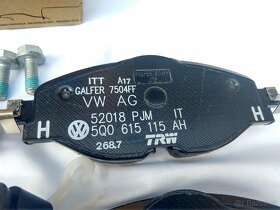 ITT A17
GALFER 7504FF
VW AG
52018 PJM IT
H H
5Q0 615 115 AH
268.7 TRW